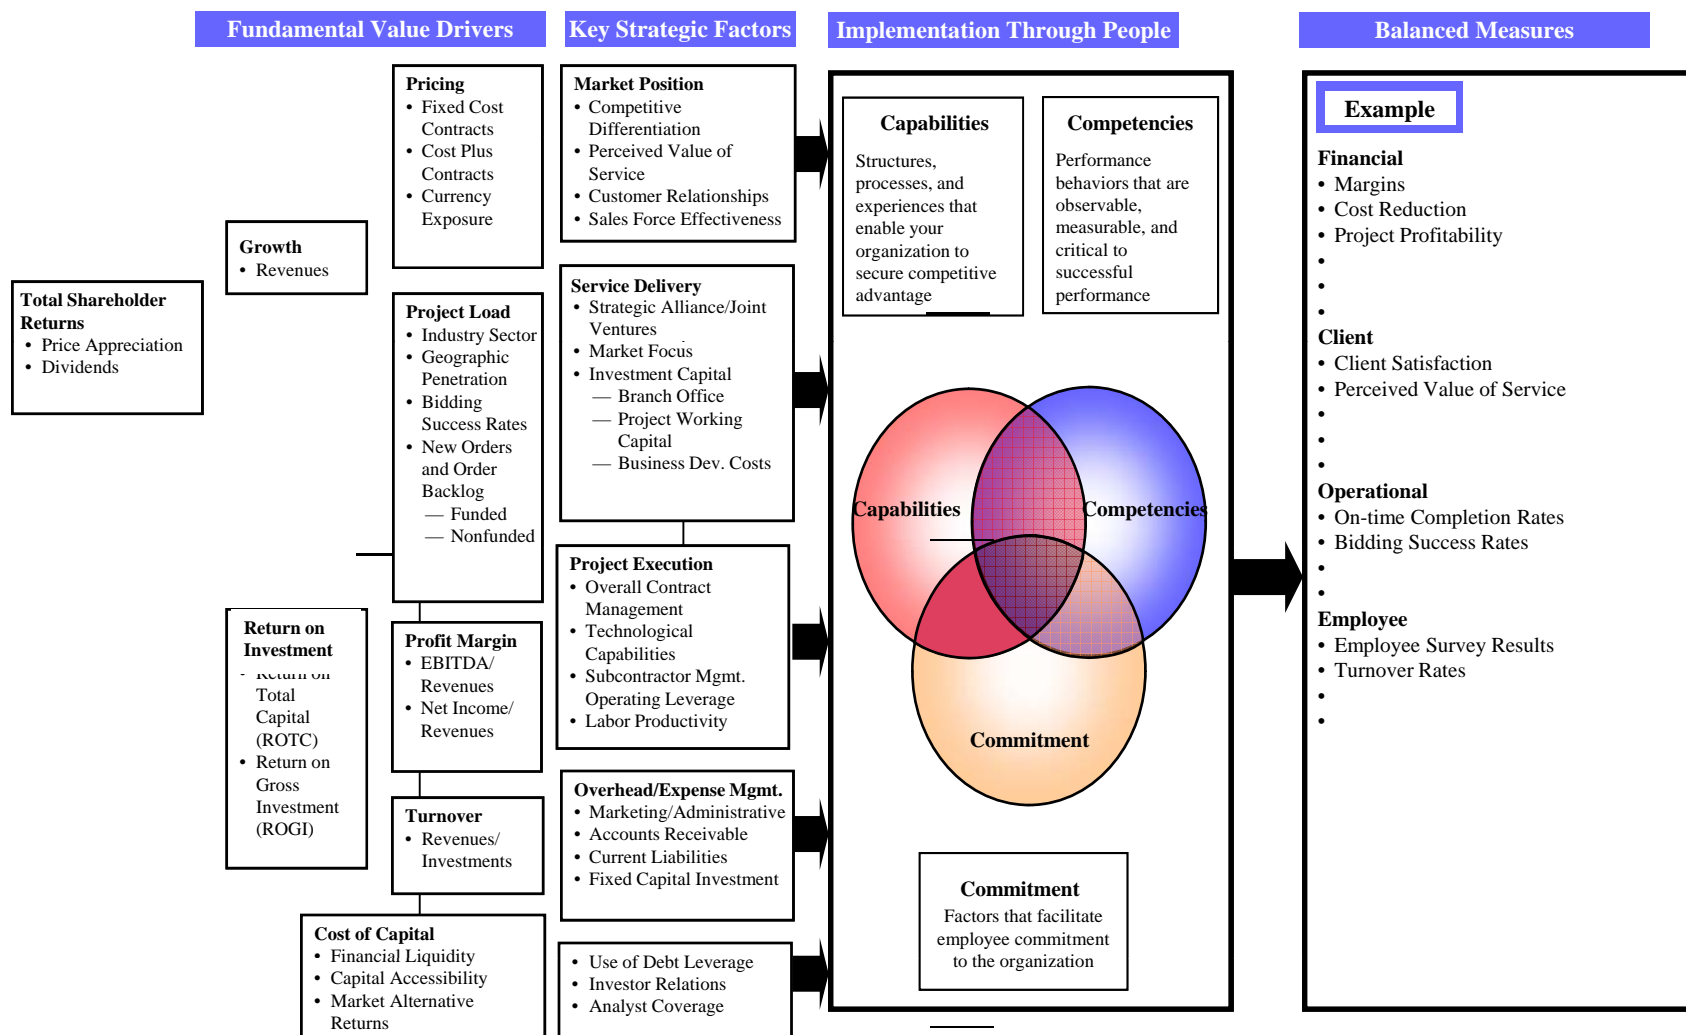 Fundamental Value Drivers
Key Strategic Factors
Implementation Through People
Balanced Measures
Total Shareholder
Returns
• Price Appreciation
• Dividends
Growth
• Revenues
Return on
Investment
• Return on
Total
Capital
(ROTC)
• Return on
Gross
Investment
(ROGI)
Pricing
• Fixed Cost
Contracts
• Cost Plus
Contracts
• Currency
Exposure
Project Load
• Industry Sector
• Geographic
Penetration
• Bidding
Success Rates
• New Orders
and Order
Backlog
— Funded
— Nonfunded
Profit Margin
• EBITDA/
Revenues
• Net Income/
Revenues
Turnover
• Revenues/
Investments
Cost of Capital
• Financial Liquidity
• Capital Accessibility
• Market Alternative
Returns
Market Position
• Competitive
Differentiation
• Perceived Value of
Service
• Customer Relationships
• Sales Force Effectiveness
Service Delivery
• Strategic Alliance/Joint
Ventures
• Market Focus
• Investment Capital
— Branch Office
— Project Working
Capital
— Business Dev. Costs
Project Execution
• Overall Contract
Management
• Technological
Capabilities
• Subcontractor Mgmt.
Operating Leverage
• Labor Productivity
Overhead/Expense Mgmt.
• Marketing/Administrative
• Accounts Receivable
• Current Liabilities
• Fixed Capital Investment
• Use of Debt Leverage
• Investor Relations
• Analyst Coverage
Capabilities
Structures,
processes, and
experiences that
enable your
organization to
secure competitive
advantage
Competencies
Performance
behaviors that are
observable,
measurable, and
critical to
successful
performance
Capabilities
Competencies
Commitment
Commitment
Factors that facilitate
employee commitment
to the organization
Example
Financial
• Margins
• Cost Reduction
• Project Profitability
•
•
•
Client
• Client Satisfaction
• Perceived Value of Service
•
•
•
Operational
• On-time Completion Rates
• Bidding Success Rates
•
•
Employee
• Employee Survey Results
• Turnover Rates
•
•